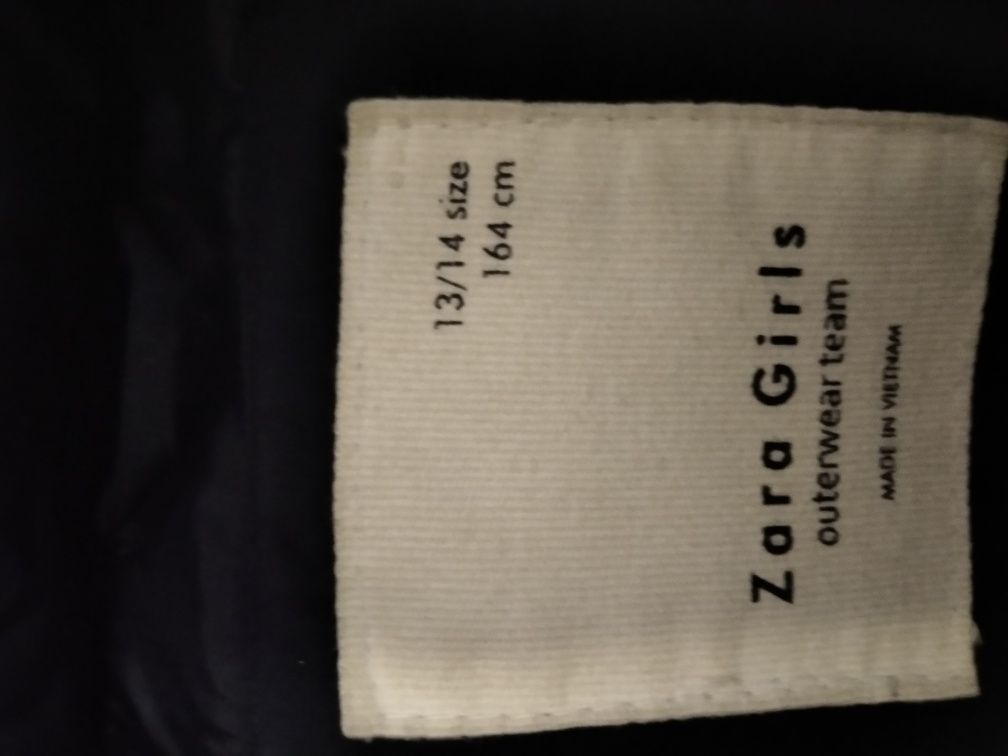 13/14 size
164 cm
Zara Girls
outerwear team
MADE IN VIETNAM